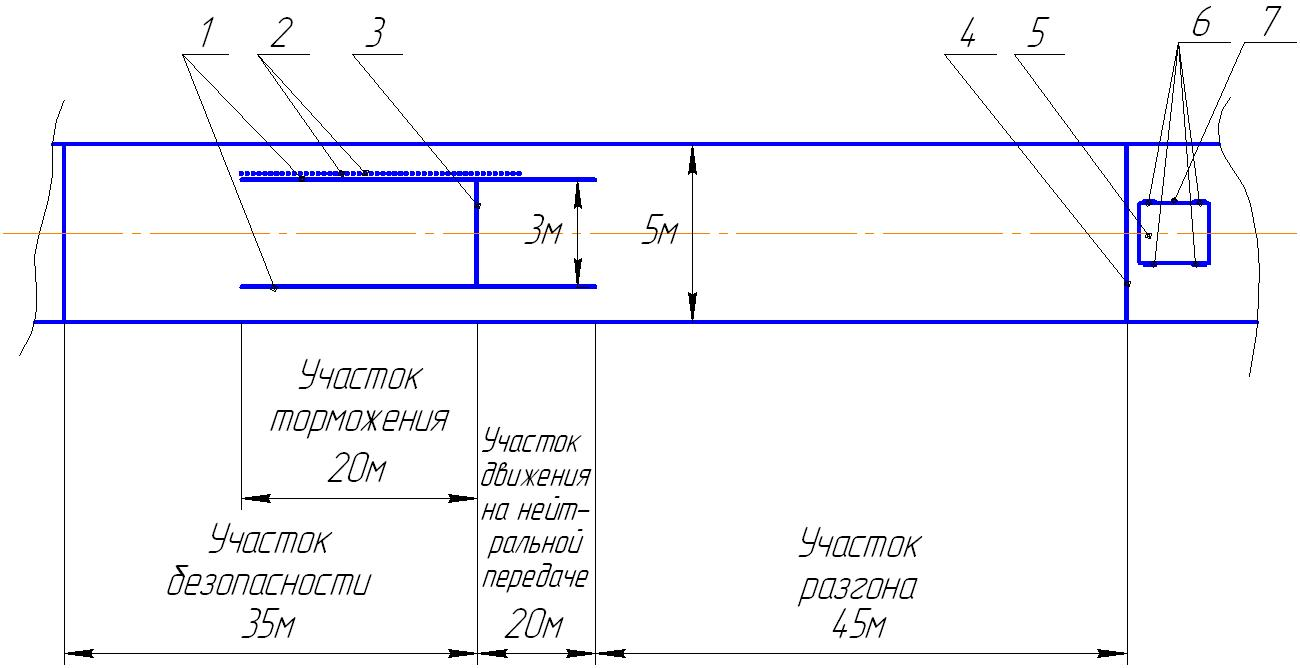 1 2 3 4 5 6 7
3м 5м
Участок
торможения
20м
Участок
движения
на нейт-
ральной
передаче
20м
Участок
безопасности
35м
Участок
разгона
45м